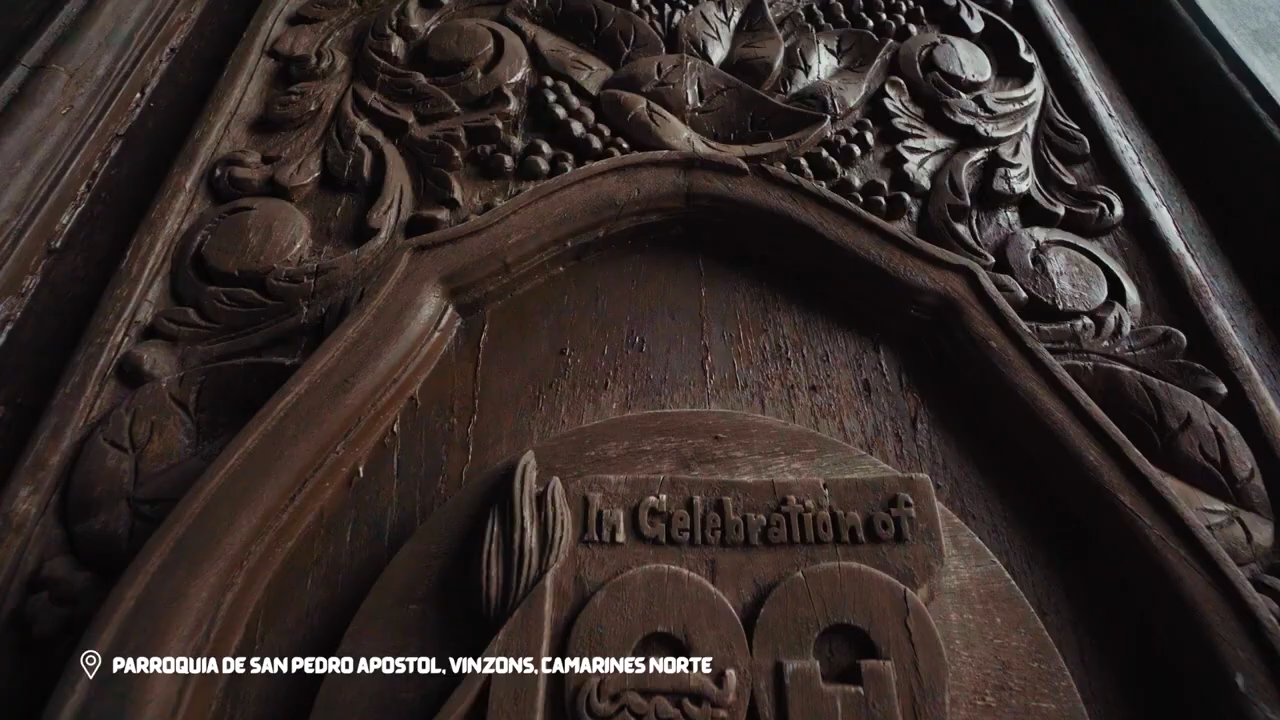 In Celebration of
PARROQUIA DE SAN PEDRO APOSTOL, VINZONS, CAMARINES NORTE